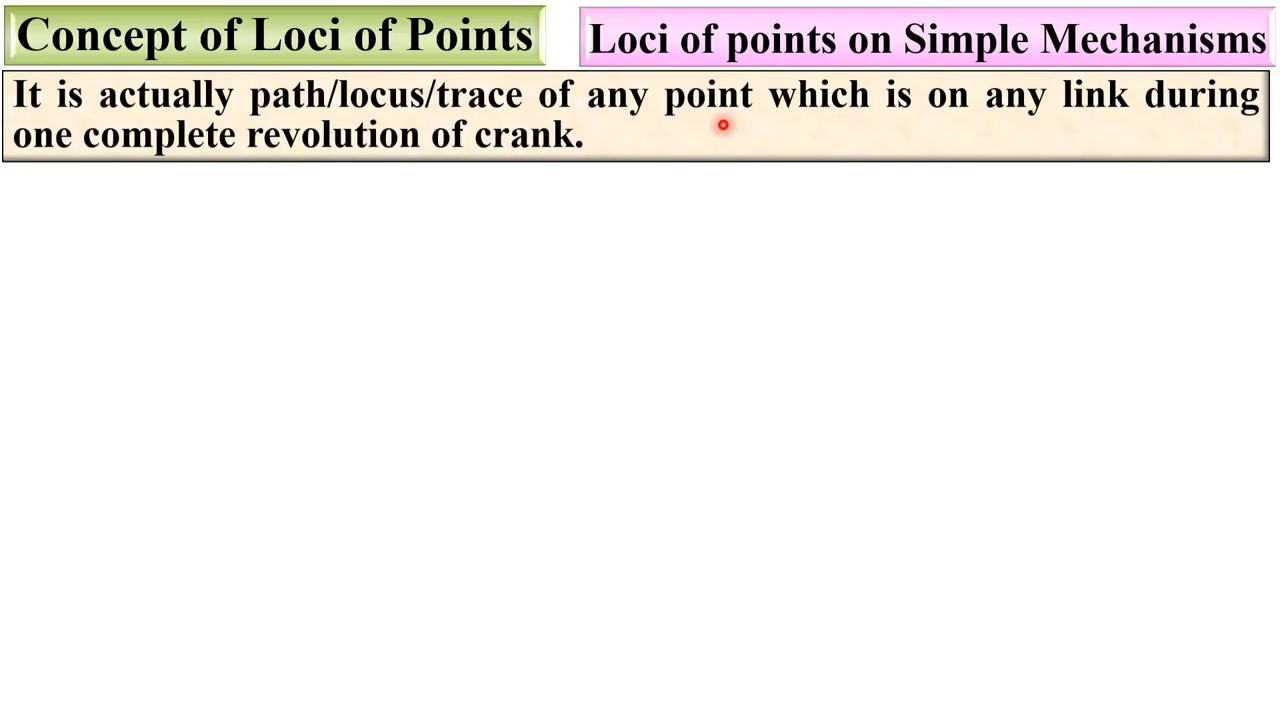 Concept of Loci of Points
Loci of points on Simple Mechanisms
It is actually path/locus/trace of any point which is on any link during
one complete revolution of crank.